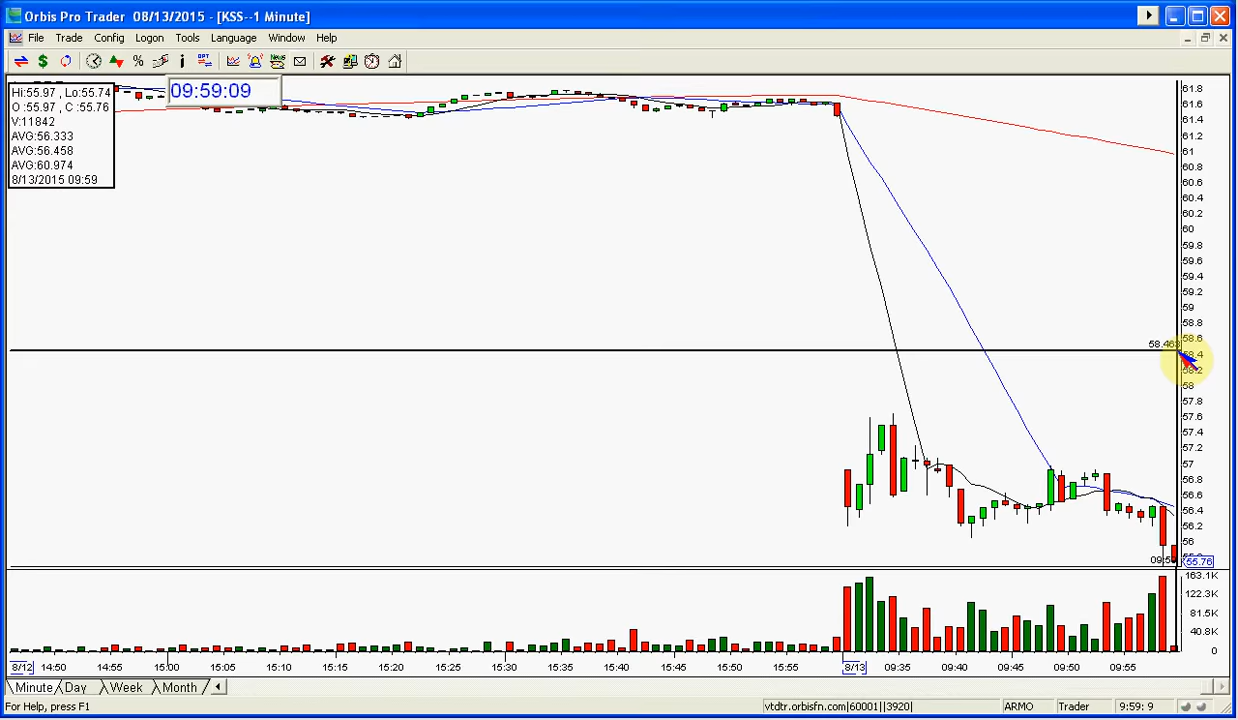 Orbis Pro Trader 08/13/2015 - [KSS--1 Minute]
File Trade Config Logon Tools Language Window Help
Hi:55.97 , Lo:55.74
O :55.97 , C :55.76
V:11842
AVG:56.333
AVG:56.458
AVG:60.974
8/13/2015 09:59
09:59:09
61.8
61.6
61.4
61.2
61
60.8
60.6
60.4
60.2
60
59.8
59.6
59.4
59.2
59
58.8
58.6
58.4
58.2
58
57.8
57.6
57.4
57.2
57
56.8
56.6
56.4
56.2
56
55.76
163.1K
122.3K
81.5K
40.8K
0
8/12 14:50 14:55 15:00 15:05 15:10 15:15 15:20 15:25 15:30 15:35 15:40 15:45 15:50 15:55 8/13 09:35 09:40 09:45 09:50 09:55
Minute Day Week Month
For Help, press F1
vtdtr.orbisfn.com|60001||3920|
ARMO
Trader
9:59: 9